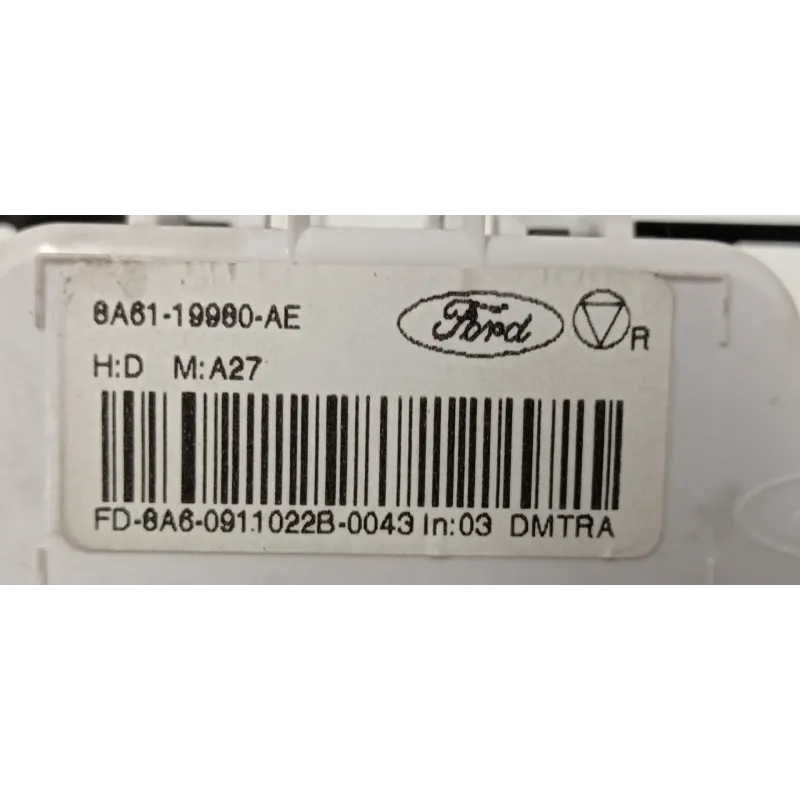 8A61-19980-AE
Ford
R
H:D M:A27
FD-8A6-0911022B-0043 In:03 DMTRA